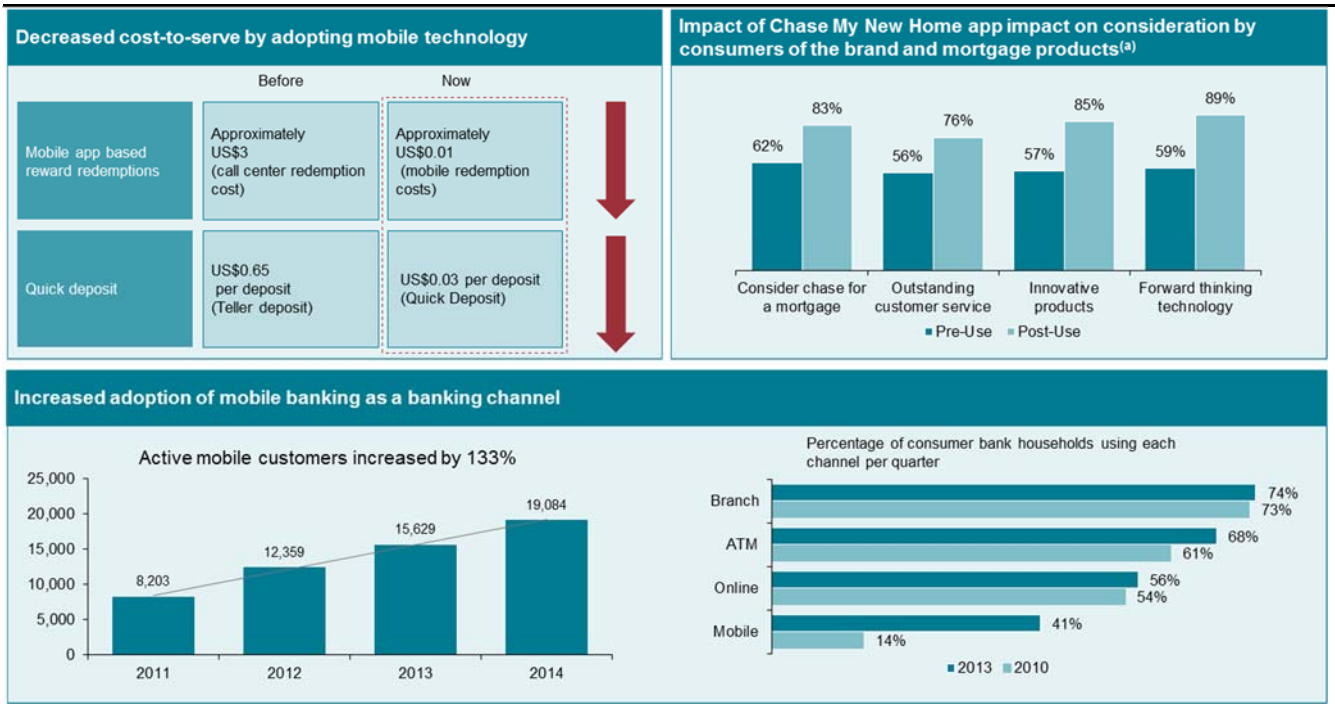 Decreased cost-to-serve by adopting mobile technology
Before
Now
Mobile app based
reward redemptions
Approximately
US$3
(call center redemption
cost)
Approximately
US$0.01
(mobile redemption
costs)
Quick deposit
US$0.65
per deposit
(Teller deposit)
US$0.03 per deposit
(Quick Deposit)
Impact of Chase My New Home app impact on consideration by
consumers of the brand and mortgage products(a)
62%
83%
56%
76%
57%
85%
59%
89%
Consider chase for
a mortgage
Outstanding
customer service
Innovative
products
Forward thinking
technology
Pre-Use
Post-Use
Increased adoption of mobile banking as a banking channel
Active mobile customers increased by 133%
25,000
20,000
15,000
10,000
5,000
0
8,203
12,359
15,629
19,084
2011
2012
2013
2014
Percentage of consumer bank households using each
channel per quarter
Branch
74%
73%
ATM
68%
61%
Online
56%
54%
Mobile
41%
14%
2013
2010